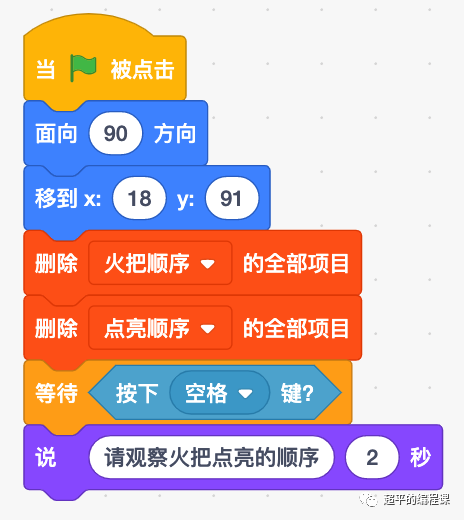 当 被点击
面向 90 方向
移到 x: 18 y: 91
删除 火把顺序 的全部项目
删除 点亮顺序 的全部项目
等待 按下 空格 键?
说 请观察火把点亮的顺序 2 秒
超平的编程课